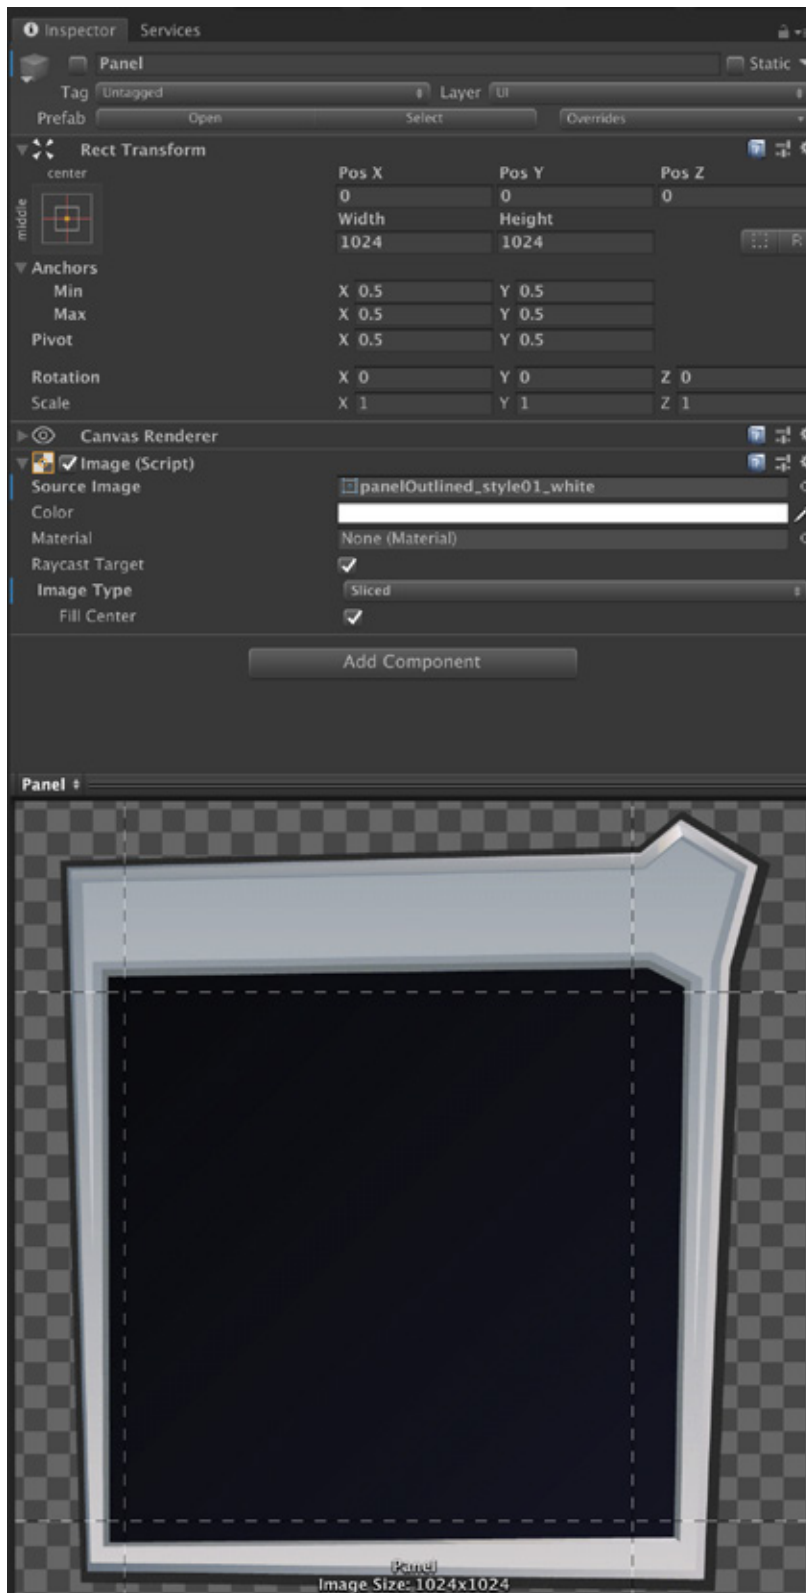 Inspector Services
Panel Static
Tag Untagged Layer UI
Prefab Open Select Overrides
Rect Transform
center Pos X Pos Y Pos Z
middle 0 0 0
Width Height
1024 1024 R
Anchors
Min X 0.5 Y 0.5
Max X 0.5 Y 0.5
Pivot X 0.5 Y 0.5
Rotation X 0 Y 0 Z 0
Scale X 1 Y 1 Z 1
Canvas Renderer
Image (Script)
Source Image panelOutlined_style01_white
Color
Material None (Material)
Raycast Target
Image Type Sliced
Fill Center
Add Component
Panel
Panel
Image Size: 1024x1024